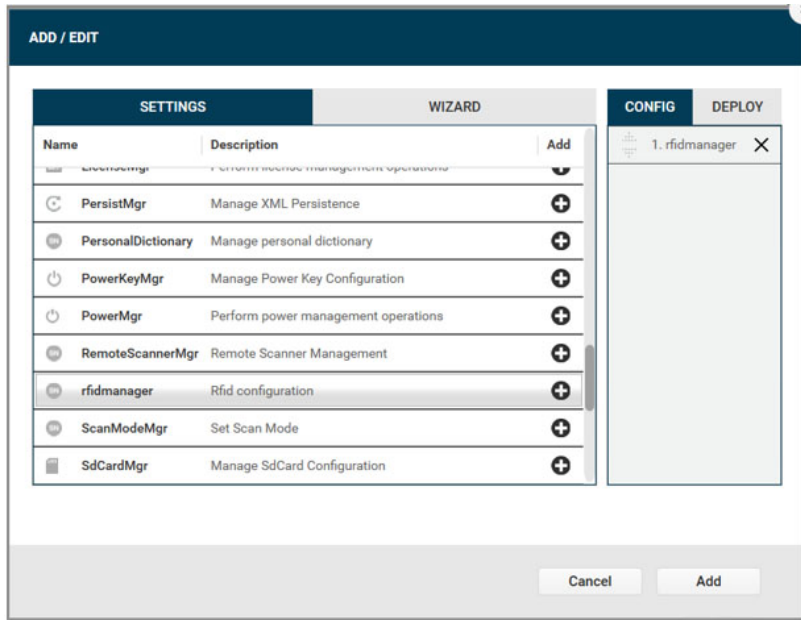 ADD / EDIT
SETTINGS WIZARD CONFIG DEPLOY
Name Description Add 1. rfidmanager
PersistMgr Manage XML Persistence
PersonalDictionary Manage personal dictionary
PowerKeyMgr Manage Power Key Configuration
PowerMgr Perform power management operations
RemoteScannerMgr Remote Scanner Management
rfidmanager Rfid configuration
ScanModeMgr Set Scan Mode
SdCardMgr Manage SdCard Configuration
Cancel Add